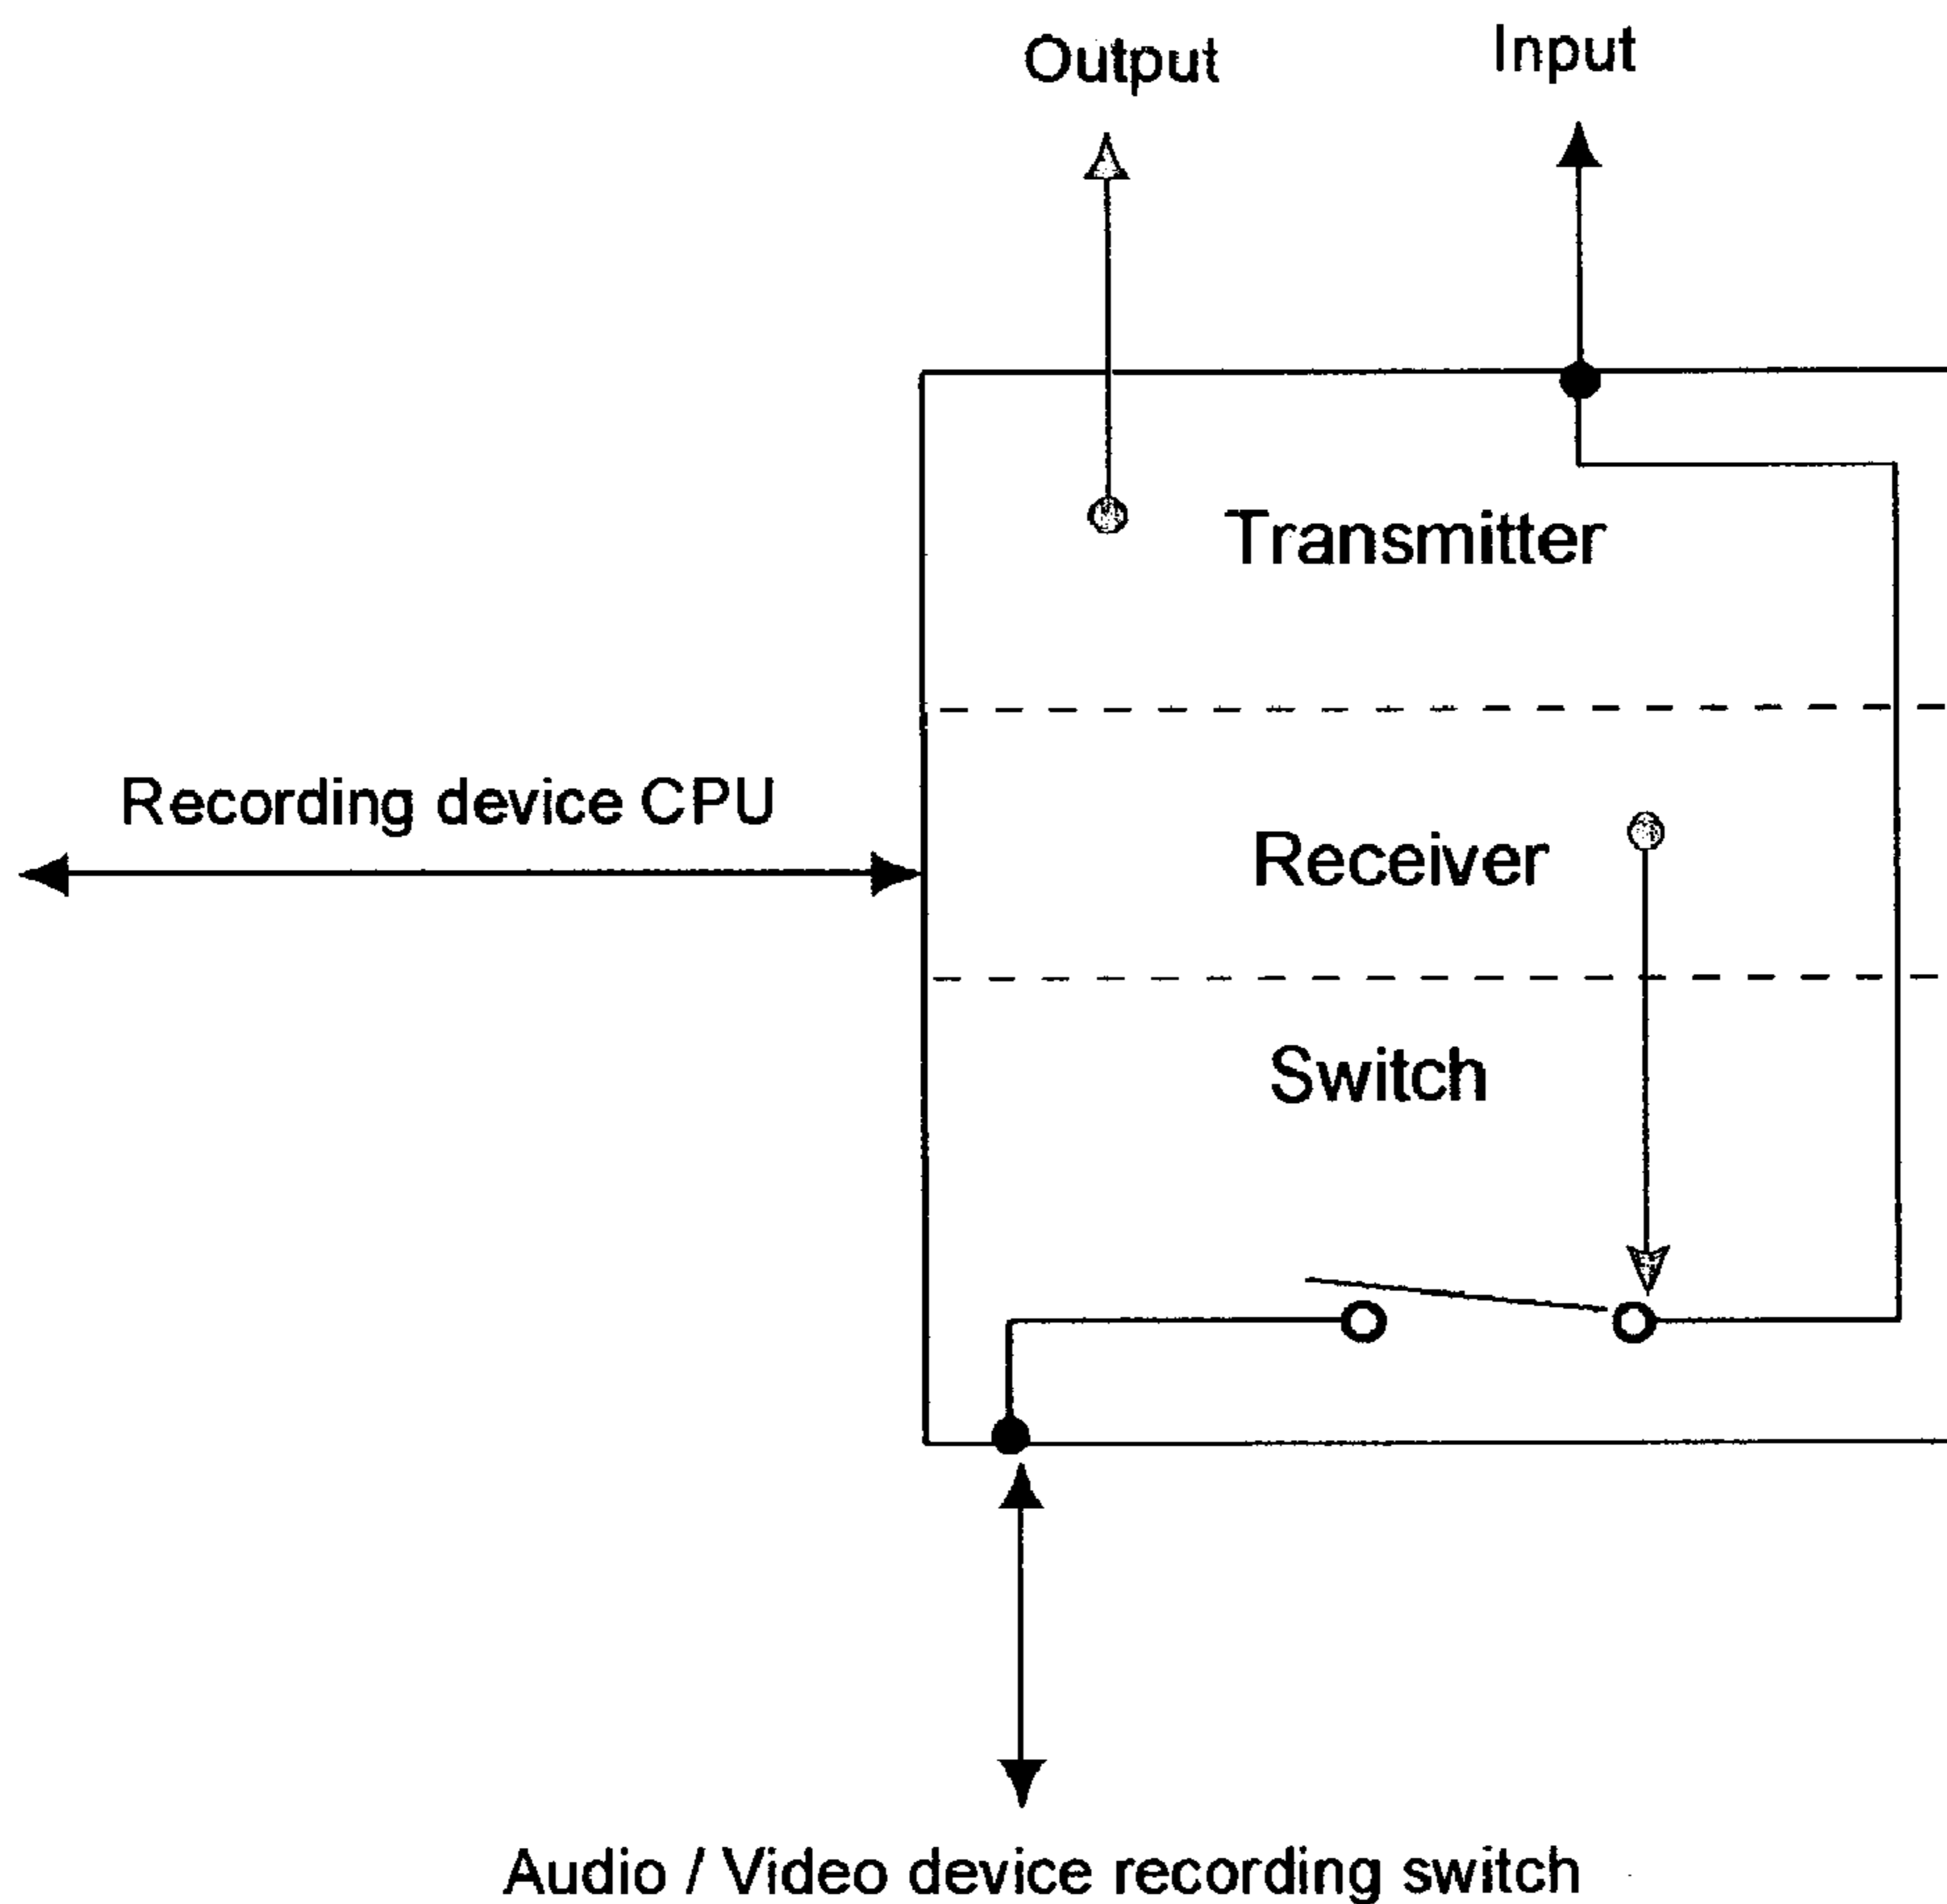 Output
Input
Transmitter
Recording device CPU
Receiver
Switch
Audio / Video device recording switch